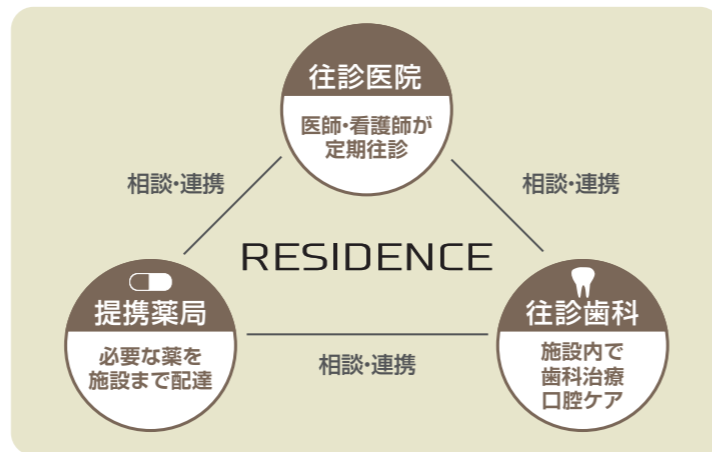 往診医院
医師・看護師が
定期往診
相談・連携
相談・連携
RESIDENCE
提携薬局
必要な薬を
施設まで配達
往診歯科
施設内で
歯科治療
口腔ケア
相談・連携